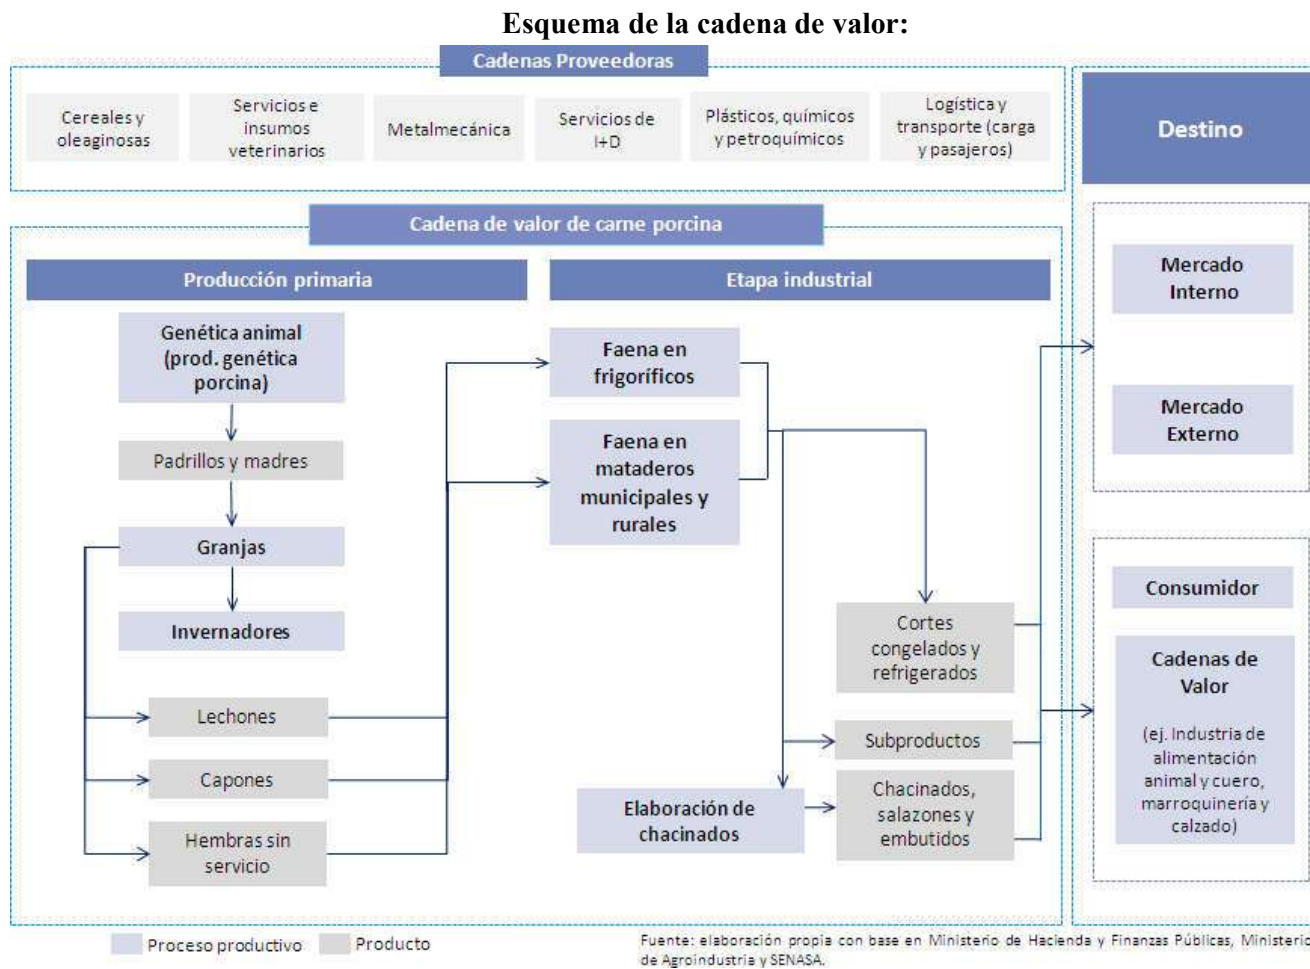 Esquema de la cadena de valor:
Cadenas Proveedoras
Cereales y
oleaginosas
Servicios e
insumos
veterinarios
Metalmecánica
Servicios de
I+D
Plásticos, químicos
y petroquímicos
Logística y
transporte (carga
y pasajeros)
Destino
Cadena de valor de carne porcina
Producción primaria
Etapa industrial
Genética animal
(prod. genética
porcina)
Padrillos y madres
Granjas
Invernadores
Lechones
Capones
Hembras sin
servicio
Faena en
frigoríficos
Faena en
mataderos
municipales y
rurales
Elaboración de
chacinados
Cortes
congelados y
refrigerados
Subproductos
Chacinados,
salazones y
embutidos
Mercado
Interno
Mercado
Externo
Consumidor
Cadenas de
Valor
(ej. Industria de
alimentación
animal y cuero,
marroquinería y
calzado)
Proceso productivo
Producto
Fuente: elaboración propia con base en Ministerio de Hacienda y Finanzas Públicas, Ministerio
de Agroindustria y SENASA.